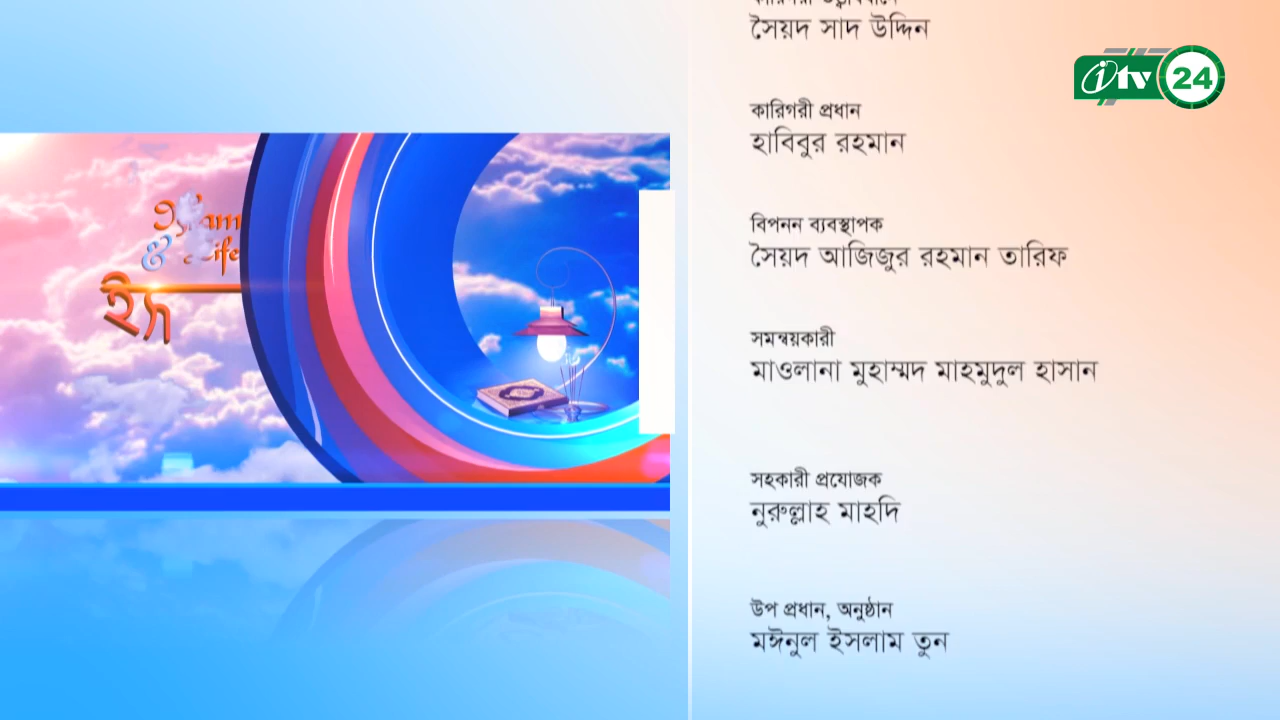 & Life
সৈয়দ সাদ উদ্দিন
কারিগরী প্রধান
হাবিবুর রহমান
বিপনন ব্যবস্থাপক
সৈয়দ আজিজুর রহমান তারিফ
সমন্বয়কারী
মাওলানা মুহাম্মদ মাহমুদুল হাসান
সহকারী প্রযোজক
নুরুল্লাহ মাহদি
উপ প্রধান, অনুষ্ঠান
মঈনুল ইসলাম তুন
itv 24